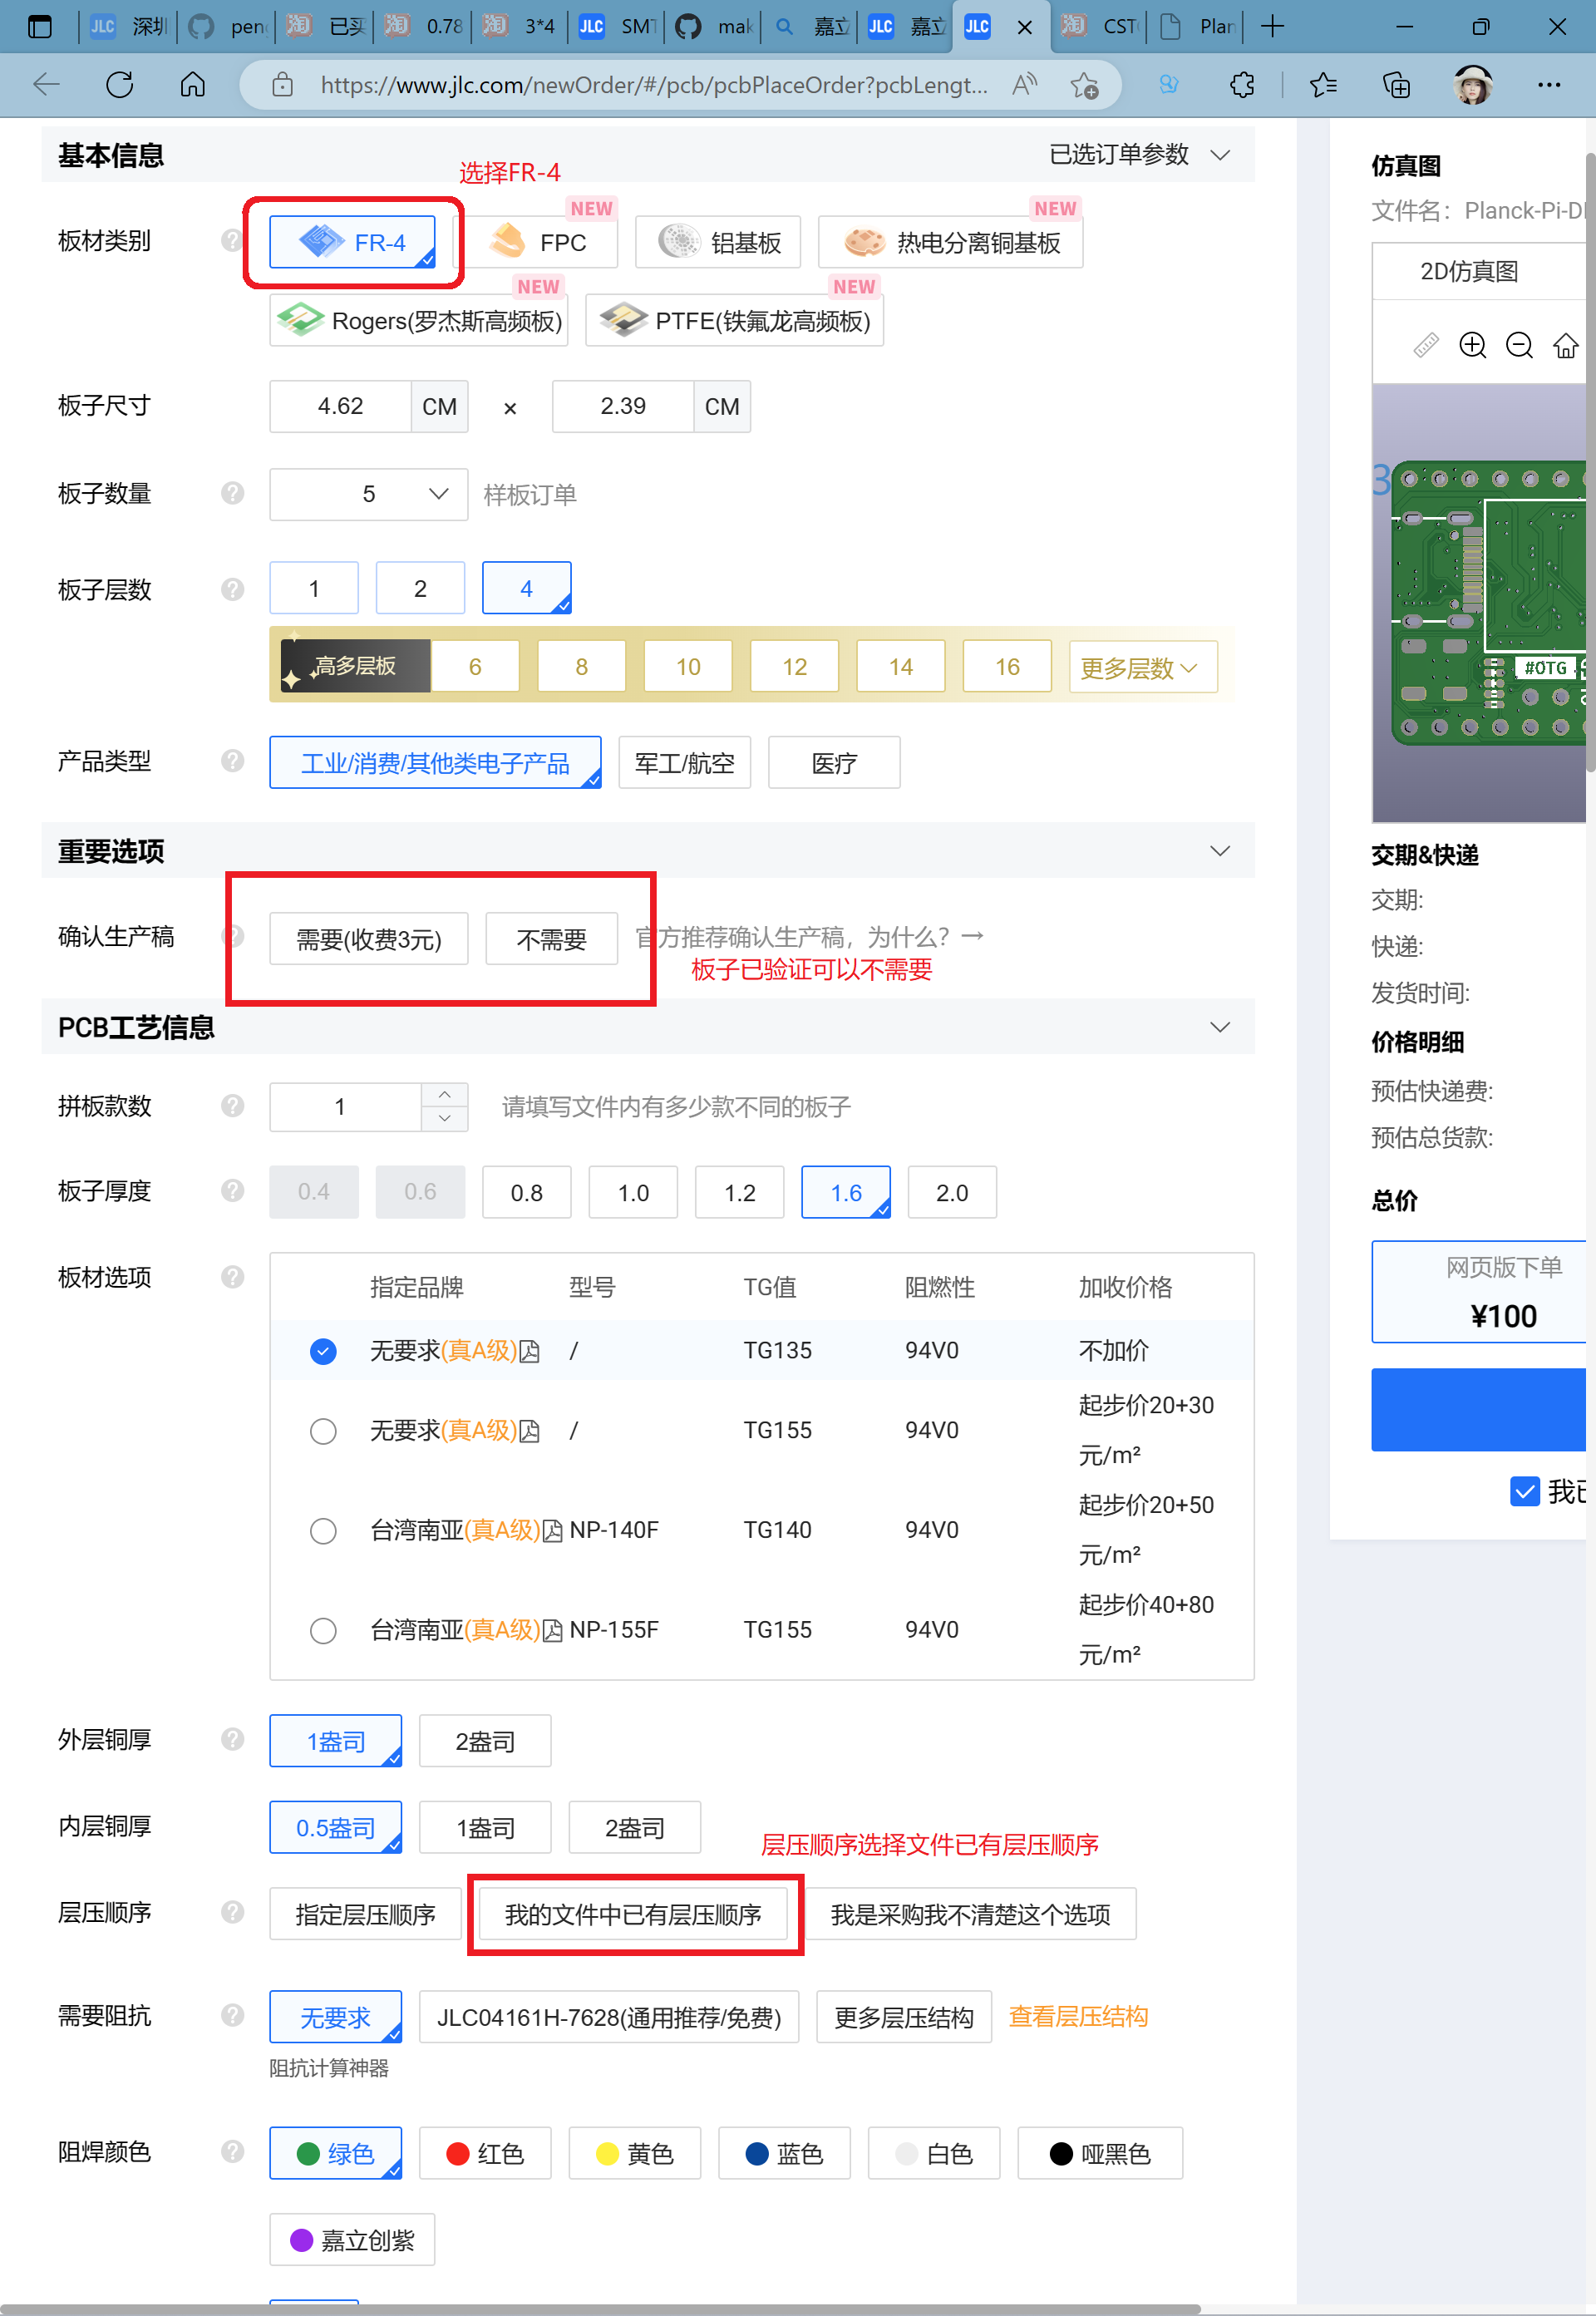 JLC 深圳
peng
淘 已买
淘 0.78
淘 3*4
JLC SMT
mak
嘉立
JLC 嘉立
JLC
淘 CST
Plan
https://www.jlc.com/newOrder/#/pcb/pcbPlaceOrder?pcbLengt...
基本信息
选择FR-4
已选订单参数
板材类别
FR-4
FPC
NEW
铝基板
热电分离铜基板
NEW
Rogers(罗杰斯高频板)
NEW
PTFE(铁氟龙高频板)
NEW
板子尺寸
4.62 CM × 2.39 CM
板子数量
5
样板订单
板子层数
1 2 4
高多层板 6 8 10 12 14 16 更多层数
产品类型
工业/消费/其他类电子产品 军工/航空 医疗
重要选项
确认生产稿
需要(收费3元) 不需要
官方推荐确认生产稿，为什么？→
板子已验证可以不需要
PCB工艺信息
拼板款数
1
请填写文件内有多少款不同的板子
板子厚度
0.4 0.6 0.8 1.0 1.2 1.6 2.0
板材选项
指定品牌 型号 TG值 阻燃性 加收价格
无要求(真A级) / TG135 94V0 不加价
无要求(真A级) / TG155 94V0 起步价20+30
元/m²
台湾南亚(真A级) NP-140F TG140 94V0 起步价20+50
元/m²
台湾南亚(真A级) NP-155F TG155 94V0 起步价40+80
元/m²
外层铜厚
1盎司 2盎司
内层铜厚
0.5盎司 1盎司 2盎司
层压顺序选择文件已有层压顺序
层压顺序
指定层压顺序 我的文件中已有层压顺序 我是采购我不清楚这个选项
需要阻抗
无要求 JLC04161H-7628(通用推荐/免费) 更多层压结构 查看层压结构
阻抗计算神器
阻焊颜色
绿色 红色 黄色 蓝色 白色 哑黑色
嘉立创紫
仿真图
文件名：Planck-Pi-DI
2D仿真图
3
#OTG
交期&快递
交期:
快递:
发货时间:
价格明细
预估快递费:
预估总货款:
总价
网页版下单
¥100
我已